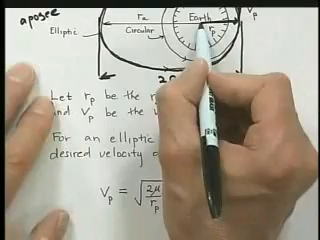 apogee
ra
Earth
Vp
Elliptic
Circular
rp
2
Let rp be the r
and Vp be the v
For an elliptic
desired velocity a
Vp = √ 2μ
rp